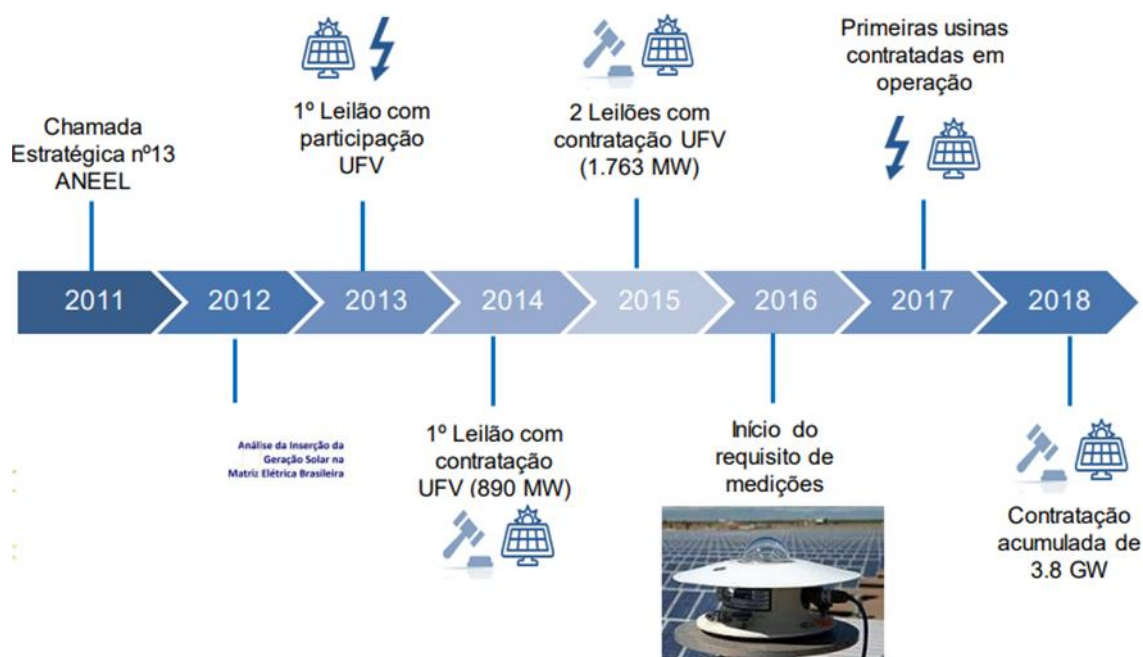 Chamada
Estratégica nº13
ANEEL
1º Leilão com
participação
UFV
2 Leilões com
contratação UFV
(1.763 MW)
Primeiras usinas
contratadas em
operação
2011
2012
2013
2014
2015
2016
2017
2018
Análise da Inserção da
Geração Solar na
Matriz Elétrica Brasileira
1º Leilão com
contratação
UFV (890 MW)
Início do
requisito de
medições
Contratação
acumulada de
3.8 GW